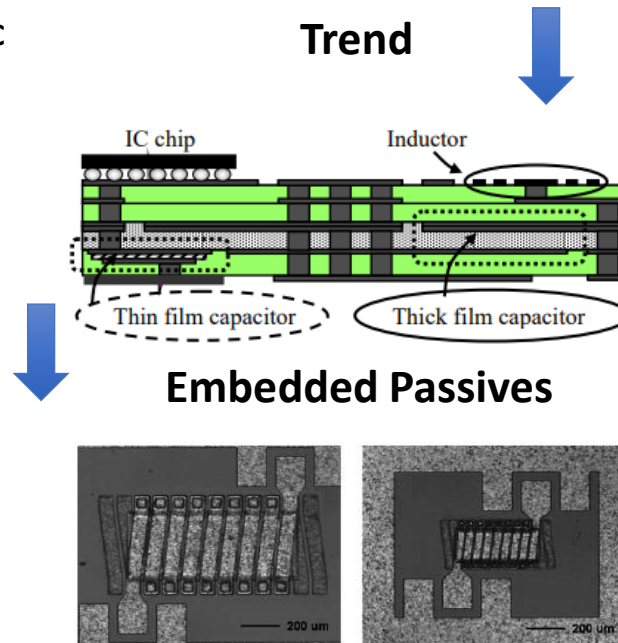 c
Trend
IC chip
Inductor
Thin film capacitor
Thick film capacitor
Embedded Passives
200 um
200 um